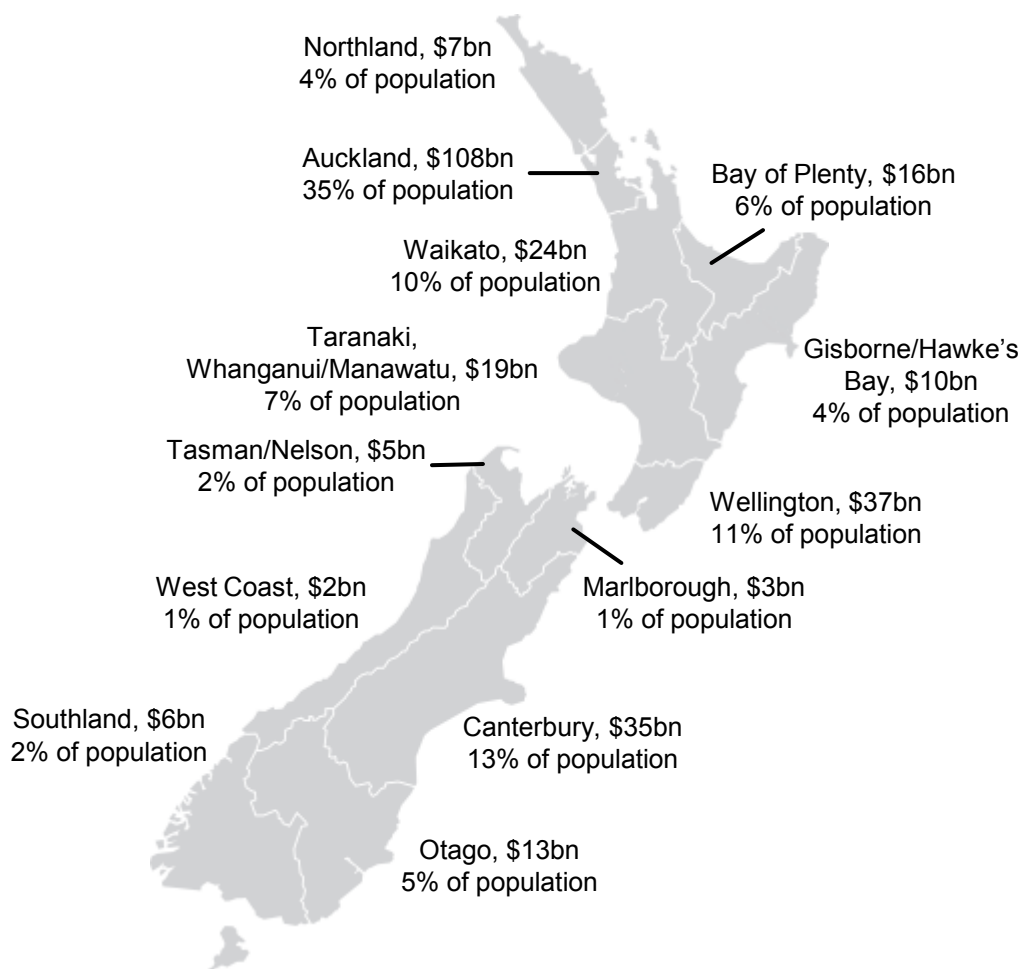 Northland, $7bn
4% of population
Auckland, $108bn
35% of population
Bay of Plenty, $16bn
6% of population
Waikato, $24bn
10% of population
Taranaki,
Whanganui/Manawatu, $19bn
7% of population
Gisborne/Hawke’s
Bay, $10bn
4% of population
Tasman/Nelson, $5bn
2% of population
Wellington, $37bn
11% of population
West Coast, $2bn
1% of population
Marlborough, $3bn
1% of population
Southland, $6bn
2% of population
Canterbury, $35bn
13% of population
Otago, $13bn
5% of population